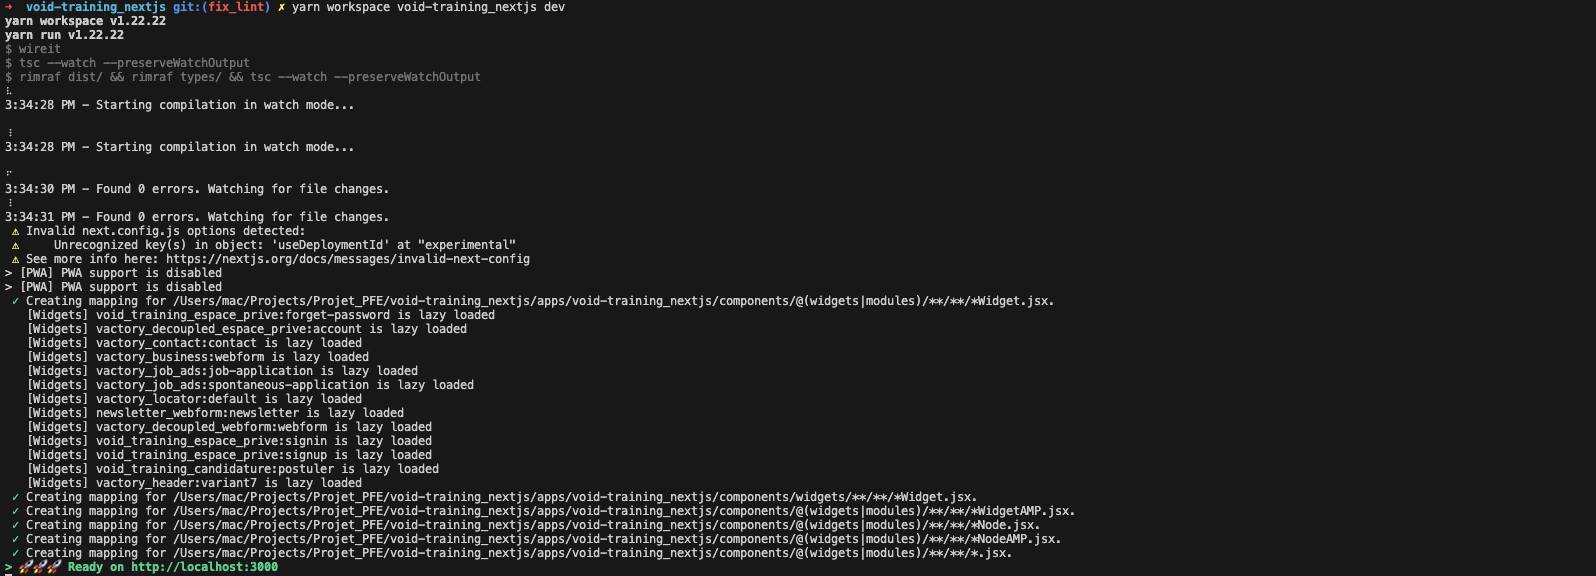 → void-training_nextjs git:(fix_lint) ✗ yarn workspace void-training_nextjs dev
yarn workspace v1.22.22
yarn run v1.22.22
$ wireit
$ tsc --watch --preserveWatchOutput
$ rimraf dist/ && rimraf types/ && tsc --watch --preserveWatchOutput
3:34:28 PM - Starting compilation in watch mode...
3:34:28 PM - Starting compilation in watch mode...
3:34:30 PM - Found 0 errors. Watching for file changes.
3:34:31 PM - Found 0 errors. Watching for file changes.
⚠ Invalid next.config.js options detected:
⚠     Unrecognized key(s) in object: 'useDeploymentId' at "experimental"
⚠ See more info here: https://nextjs.org/docs/messages/invalid-next-config
> [PWA] PWA support is disabled
> [PWA] PWA support is disabled
✓ Creating mapping for /Users/mac/Projects/Projet_PFE/void-training_nextjs/apps/void-training_nextjs/components/@(widgets|modules)/**/**/*Widget.jsx.
[Widgets] void_training_espace_prive:forget-password is lazy loaded
[Widgets] vactory_decoupled_espace_prive:account is lazy loaded
[Widgets] vactory_contact:contact is lazy loaded
[Widgets] vactory_business:webform is lazy loaded
[Widgets] vactory_job_ads:job-application is lazy loaded
[Widgets] vactory_job_ads:spontaneous-application is lazy loaded
[Widgets] vactory_locator:default is lazy loaded
[Widgets] newsletter_webform:newsletter is lazy loaded
[Widgets] vactory_decoupled_webform:webform is lazy loaded
[Widgets] void_training_espace_prive:signin is lazy loaded
[Widgets] void_training_espace_prive:signup is lazy loaded
[Widgets] void_training_candidature:postuler is lazy loaded
[Widgets] vactory_header:variant7 is lazy loaded
✓ Creating mapping for /Users/mac/Projects/Projet_PFE/void-training_nextjs/apps/void-training_nextjs/components/widgets/**/**/*Widget.jsx.
✓ Creating mapping for /Users/mac/Projects/Projet_PFE/void-training_nextjs/apps/void-training_nextjs/components/@(widgets|modules)/**/**/*WidgetAMP.jsx.
✓ Creating mapping for /Users/mac/Projects/Projet_PFE/void-training_nextjs/apps/void-training_nextjs/components/@(widgets|modules)/**/**/*Node.jsx.
✓ Creating mapping for /Users/mac/Projects/Projet_PFE/void-training_nextjs/apps/void-training_nextjs/components/@(widgets|modules)/**/**/*NodeAMP.jsx.
✓ Creating mapping for /Users/mac/Projects/Projet_PFE/void-training_nextjs/apps/void-training_nextjs/components/@(widgets|modules)/**/**/*.jsx.
> 🚀🚀🚀 Ready on http://localhost:3000